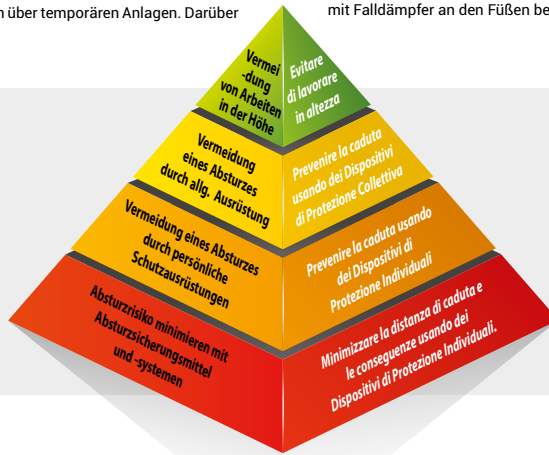 n über temporären Anlagen. Darüber
mit Falldämpfer an den Füßen be
Vermei
-dung
von Arbeiten
in der Höhe
Evitare
di lavorare
in altezza
Vermeidung
eines Absturzes
durch allg. Ausrüstung
Prevenire la caduta
usando dei Dispositivi
di Protezione Collettiva
Vermeidung eines Absturzes
durch persönliche
Schutzausrüstungen
Prevenire la caduta usando
dei Dispositivi di
Protezione Individuali
Absturzrisiko minimieren mit
Absturzsicherungsmittel
und -systemen
Minimizzare la distanza di caduta e
le conseguenze usando dei
Dispositivi di Protezione Individuali.